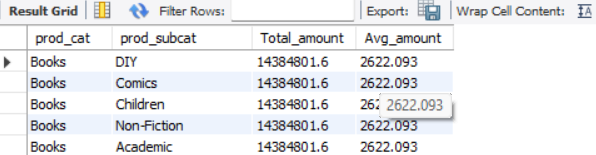 Result Grid Filter Rows: Export: Wrap Cell Content: IA
prod_cat prod_subcat Total_amount Avg_amount
Books DIY 14384801.6 2622.093
Books Comics 14384801.6 2622.093
Books Children 14384801.6 262 2622.093
Books Non-Fiction 14384801.6 2622.093
Books Academic 14384801.6 2622.093